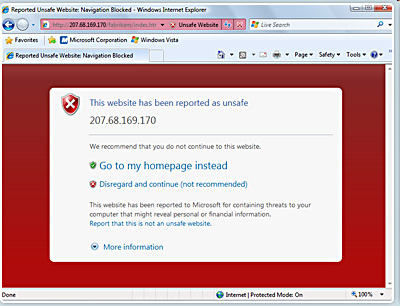 Reported Unsafe Website: Navigation Blocked - Windows Internet Explorer
http://207.68.169.170/fabrikam/index.htm
Unsafe Website
Live Search
Favorites Microsoft Corporation Windows Vista
Reported Unsafe Website: Navigation Blocked
Page Safety Tools
This website has been reported as unsafe
207.68.169.170
We recommend that you do not continue to this website.
Go to my homepage instead
Disregard and continue (not recommended)
This website has been reported to Microsoft for containing threats to your
computer that might reveal personal or financial information.
Report that this is not an unsafe website.
More information
Done Internet | Protected Mode: On 100%